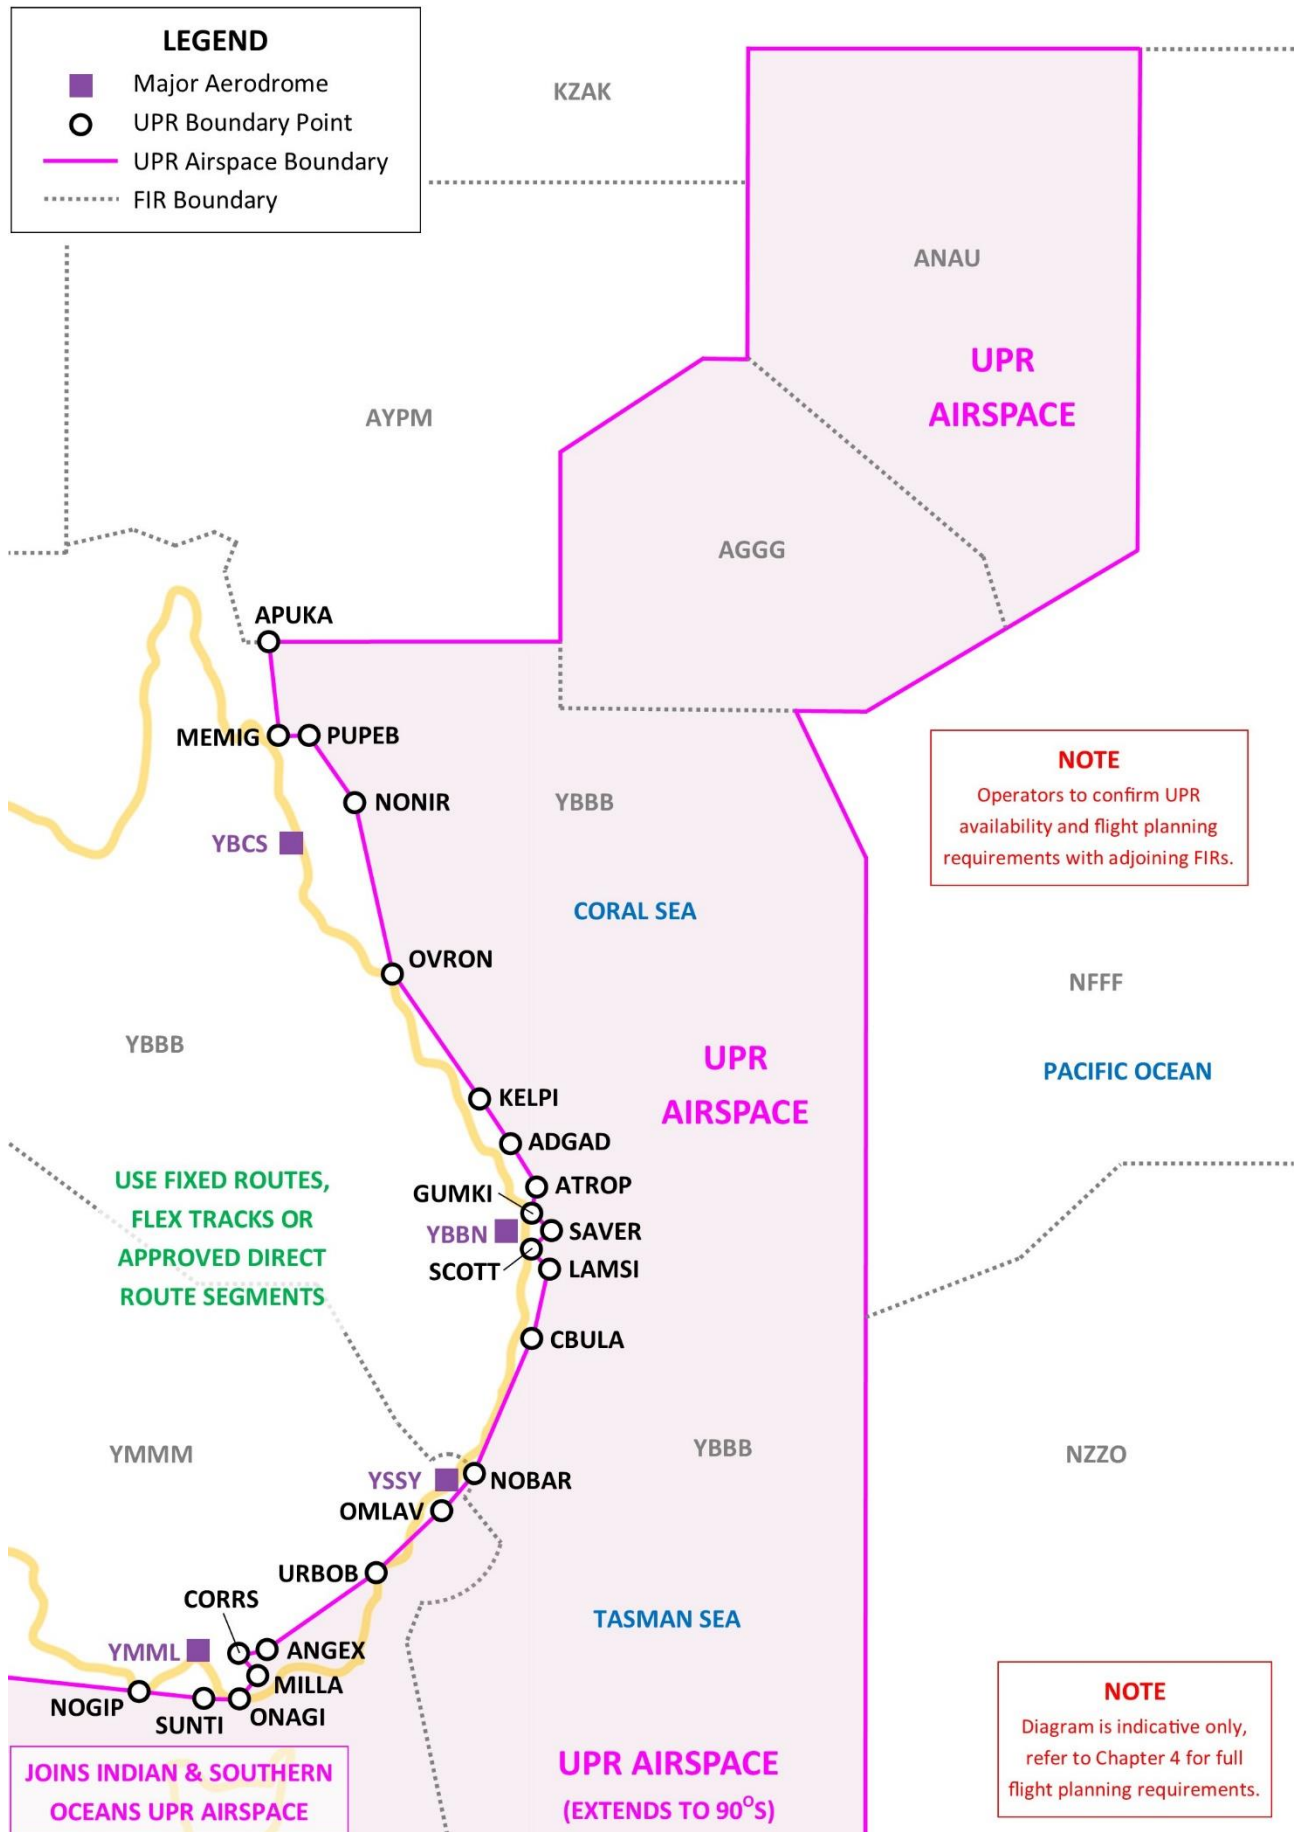 LEGEND
Major Aerodrome
UPR Boundary Point
UPR Airspace Boundary
FIR Boundary
KZAK
ANAU
UPR
AIRSPACE
AYPM
AGGG
APUKA
MEMIG
PUPEB
NONIR
YBBB
YBCS
NOTE
Operators to confirm UPR
availability and flight planning
requirements with adjoining FIRs.
CORAL SEA
OVRON
NFFF
YBBB
UPR
AIRSPACE
PACIFIC OCEAN
KELPI
ADGAD
USE FIXED ROUTES,
FLEX TRACKS OR
APPROVED DIRECT
ROUTE SEGMENTS
ATROP
GUMKI
YBBN
SAVER
SCOTT
LAMSI
CBULA
YMMM
YBBB
NZZO
YSSY
NOBAR
OMLAV
URBOB
CORRS
TASMAN SEA
YMML
ANGEX
MILLA
NOGIP
SUNTI
ONAGI
NOTE
Diagram is indicative only,
refer to Chapter 4 for full
flight planning requirements.
JOINS INDIAN & SOUTHERN
OCEANS UPR AIRSPACE
UPR AIRSPACE
(EXTENDS TO 90°S)